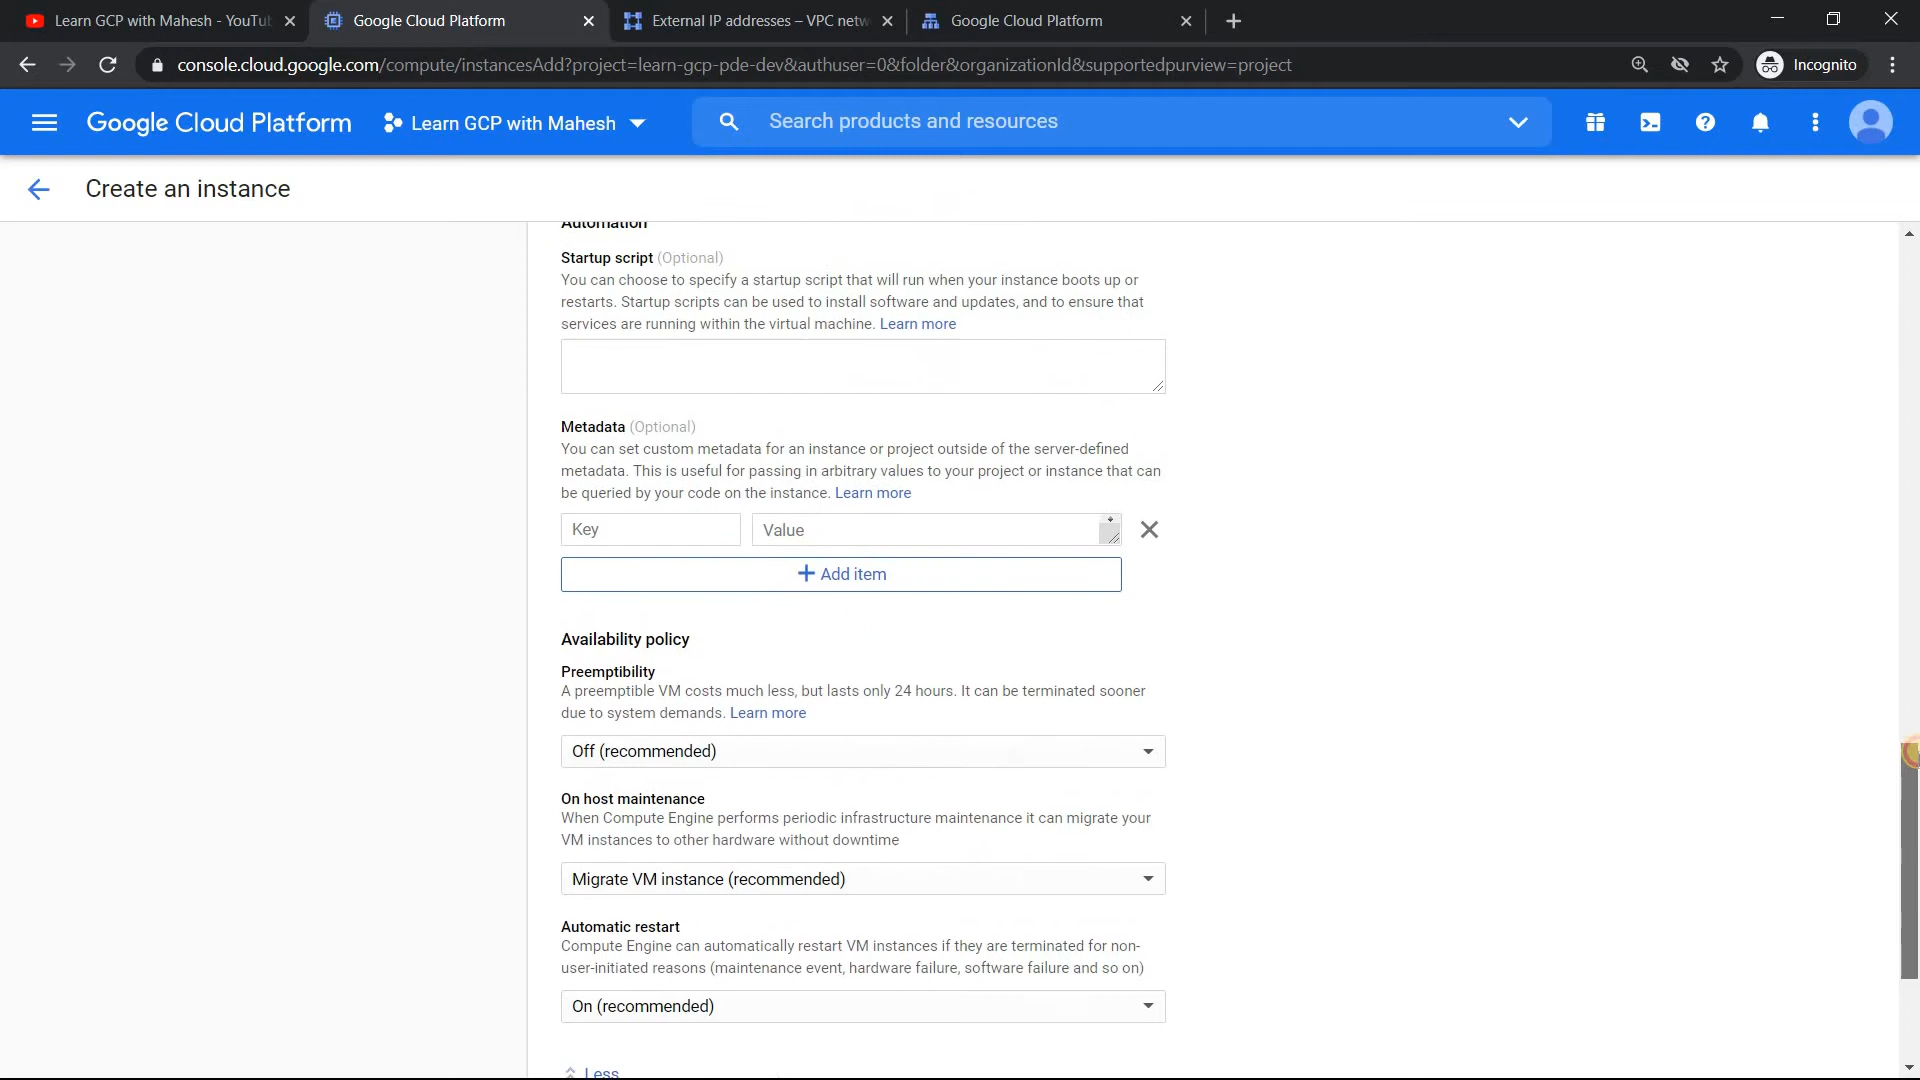 Learn GCP with Mahesh - YouTu
Google Cloud Platform
External IP addresses – VPC netw
Google Cloud Platform
console.cloud.google.com/compute/instancesAdd?project=learn-gcp-pde-dev&authuser=0&folder&organizationId&supportedpurview=project
Incognito
Google Cloud Platform
Learn GCP with Mahesh
Search products and resources
Create an instance
Automation
Startup script (Optional)
You can choose to specify a startup script that will run when your instance boots up or
restarts. Startup scripts can be used to install software and updates, and to ensure that
services are running within the virtual machine. Learn more
Metadata (Optional)
You can set custom metadata for an instance or project outside of the server-defined
metadata. This is useful for passing in arbitrary values to your project or instance that can
be queried by your code on the instance. Learn more
Key
Value
+ Add item
Availability policy
Preemptibility
A preemptible VM costs much less, but lasts only 24 hours. It can be terminated sooner
due to system demands. Learn more
Off (recommended)
On host maintenance
When Compute Engine performs periodic infrastructure maintenance it can migrate your
VM instances to other hardware without downtime
Migrate VM instance (recommended)
Automatic restart
Compute Engine can automatically restart VM instances if they are terminated for non-
user-initiated reasons (maintenance event, hardware failure, software failure and so on)
On (recommended)
Less